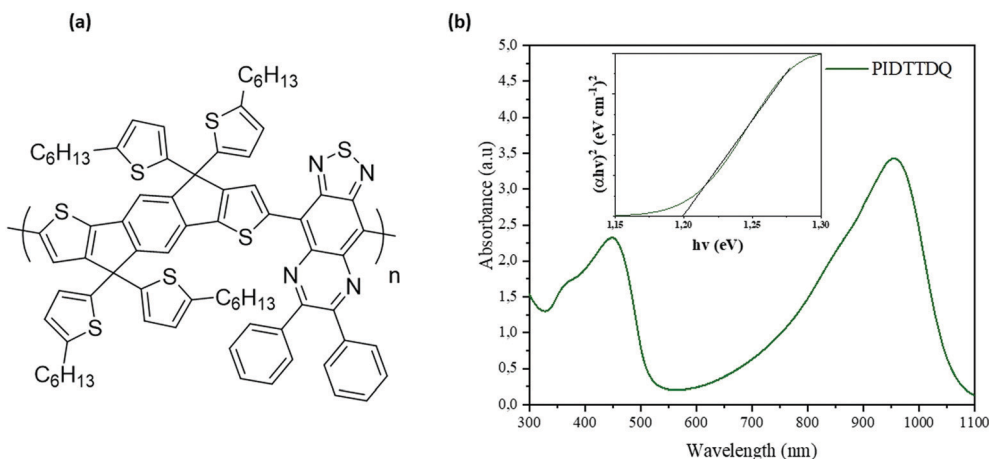 (a)
C6H13
C6H13
S
S
N
S
N
S
S
N
N
n
S
S
C6H13
C6H13
(b)
5,0
4,5
4,0
3,5
3,0
2,5
2,0
1,5
1,0
0,5
0,0
Absorbance (a.u)
300 400 500 600 700 800 900 1000 1100
Wavelength (nm)
PIDTTDQ
(αhν)² (eV cm⁻¹)²
1,15 1,20 1,25 1,30
hν (eV)